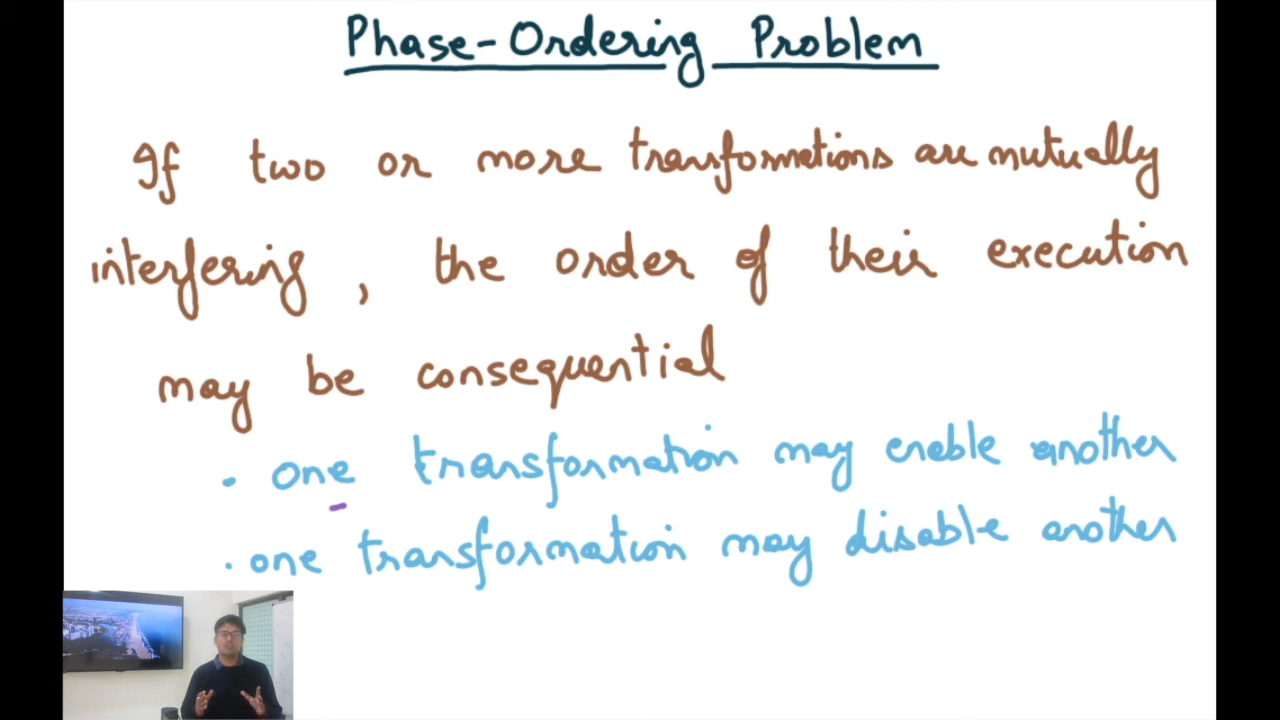 Phase-Ordering Problem
If two or more transformations are mutually
interfering, the order of their execution
may be consequential
• one transformation may enable another
• one transformation may disable another